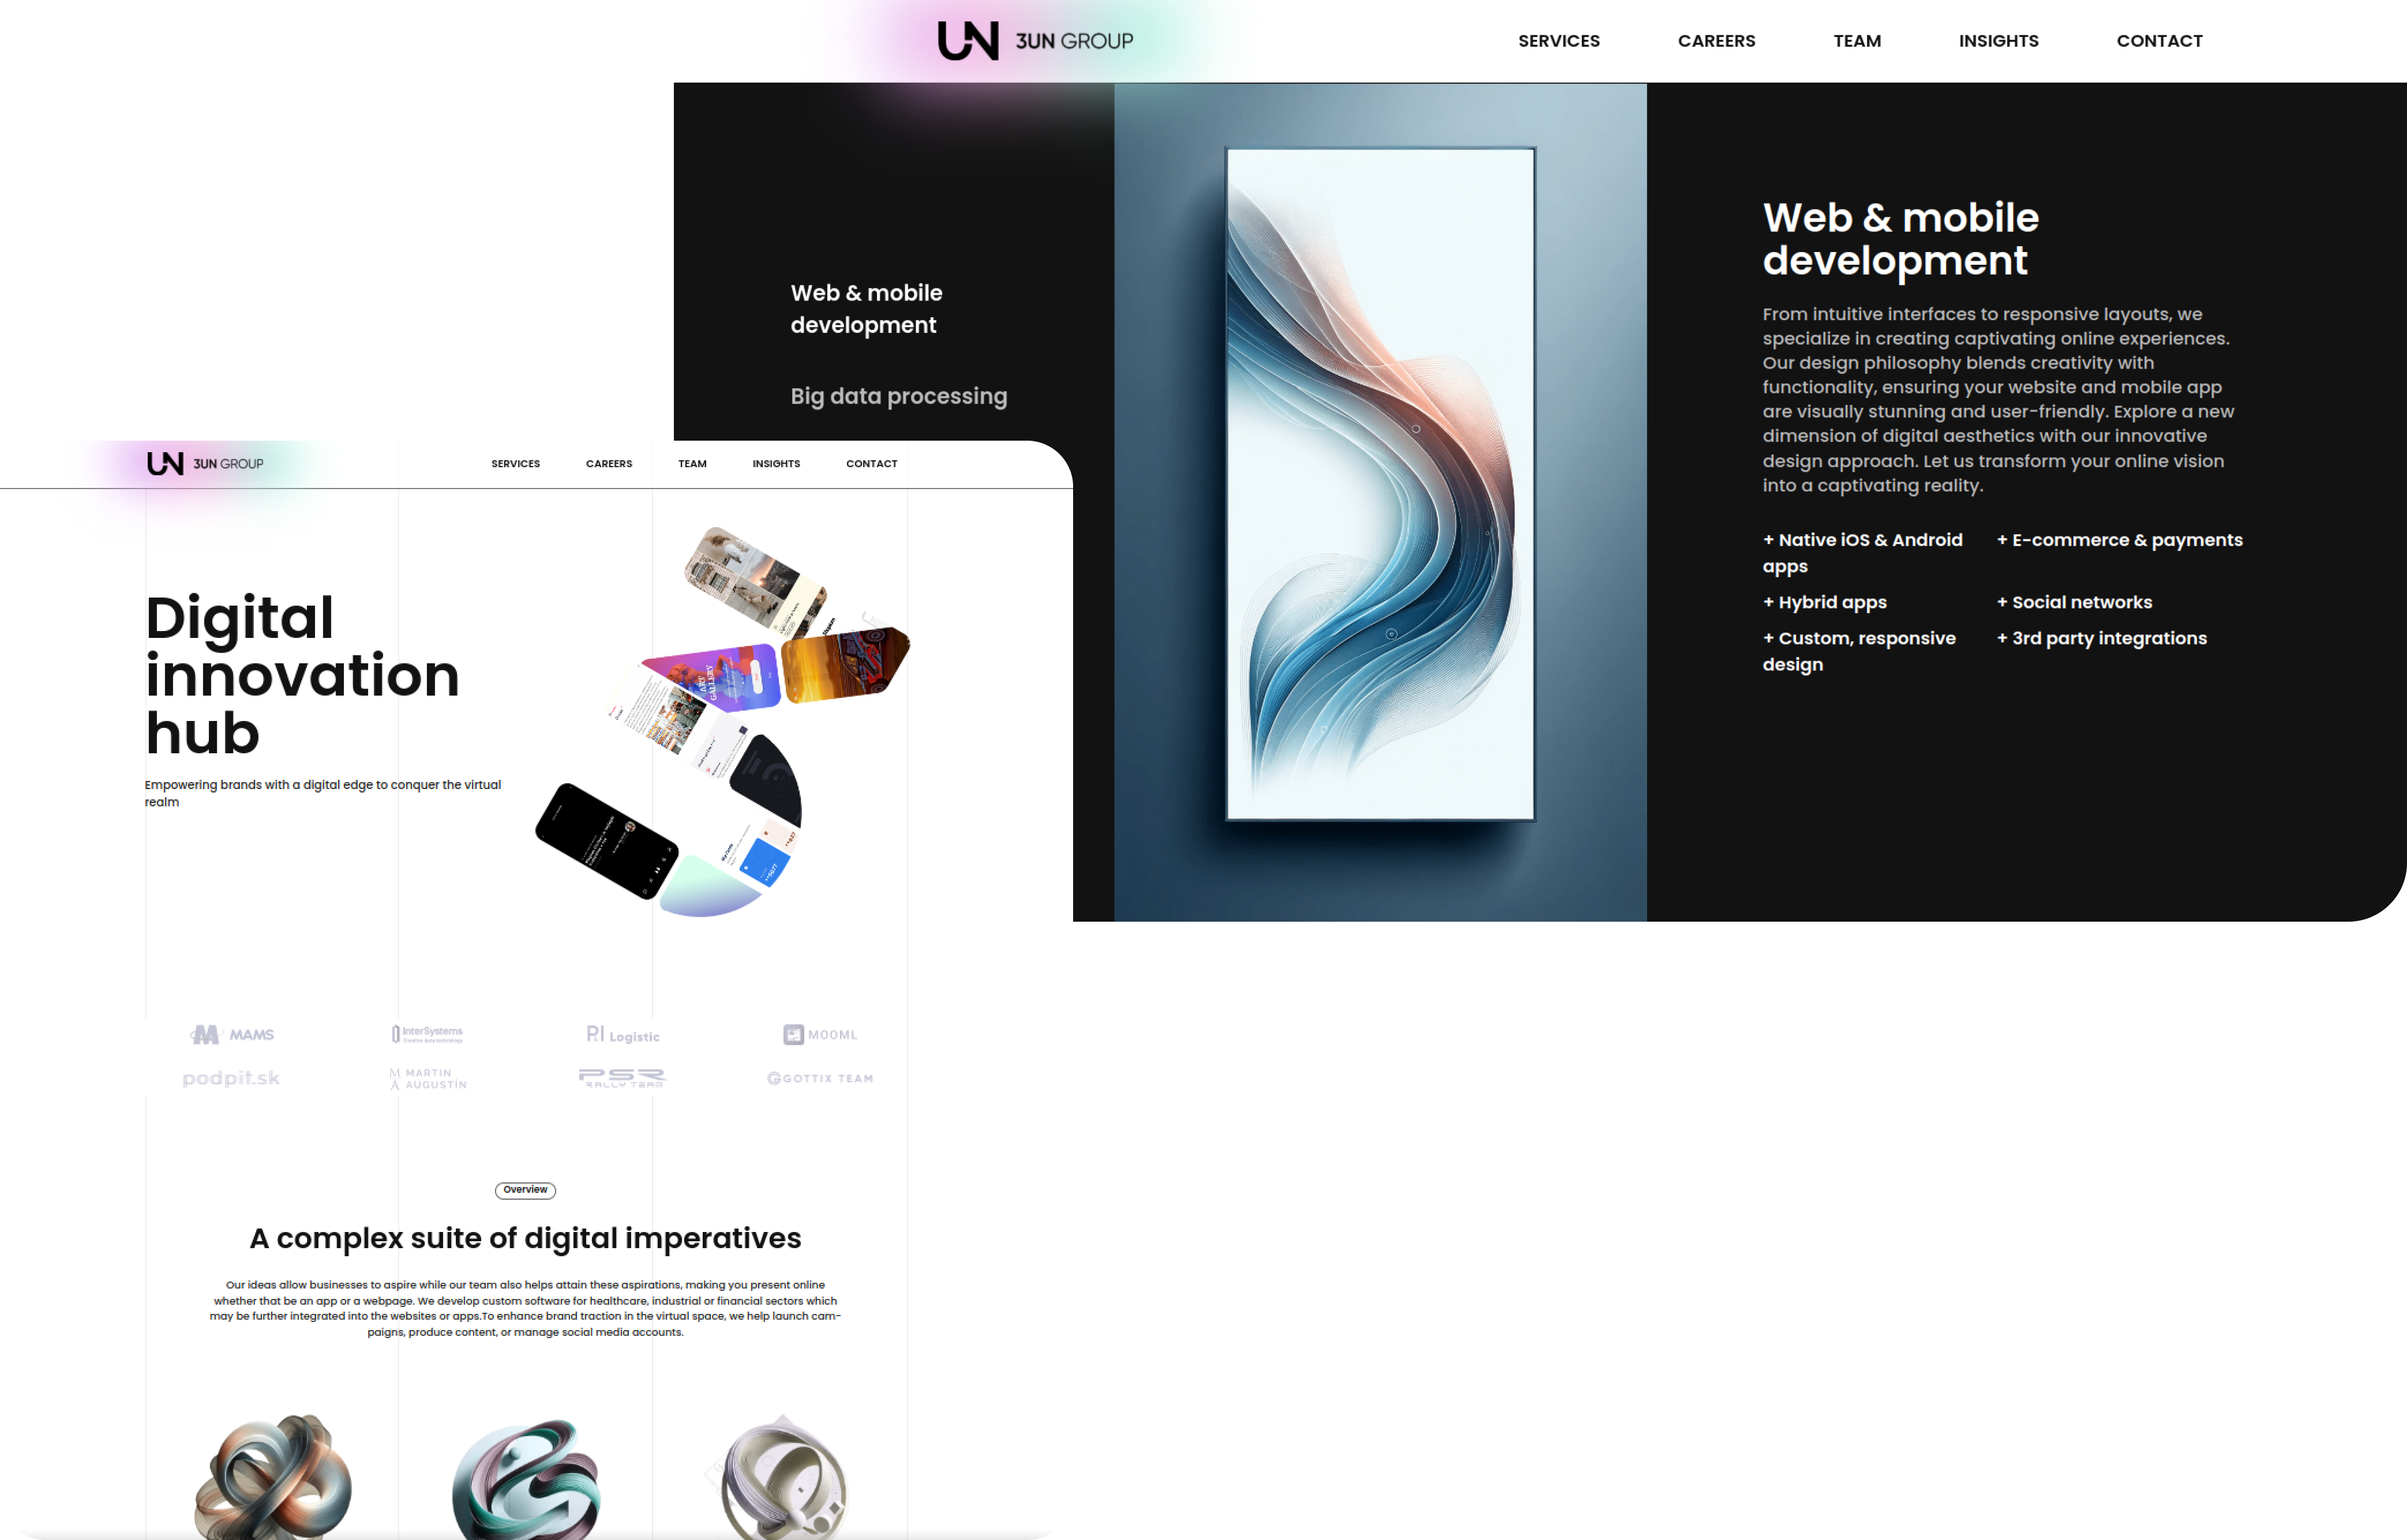 UN 3UN GROUP
SERVICES CAREERS TEAM INSIGHTS CONTACT
Web & mobile
development
Big data processing
Web & mobile
development
From intuitive interfaces to responsive layouts, we
specialize in creating captivating online experiences.
Our design philosophy blends creativity with
functionality, ensuring your website and mobile app
are visually stunning and user-friendly. Explore a new
dimension of digital aesthetics with our innovative
design approach. Let us transform your online vision
into a captivating reality.
+ Native iOS & Android
apps
+ E-commerce & payments
+ Hybrid apps
+ Social networks
+ Custom, responsive
design
+ 3rd party integrations
UN 3UN GROUP
SERVICES CAREERS TEAM INSIGHTS CONTACT
Digital
innovation
hub
Empowering brands with a digital edge to conquer the virtual
realm
ART
GALLERY
MAMS
InterSystems
Creative data technology
Logistic
MOOML
podpit.sk
M MARTIN
A AUGUSTÍN
PSR
RALLY TEAM
GOTTIX TEAM
Overview
A complex suite of digital imperatives
Our ideas allow businesses to aspire while our team also helps attain these aspirations, making you present online
whether that be an app or a webpage. We develop custom software for healthcare, industrial or financial sectors which
may be further integrated into the websites or apps.To enhance brand traction in the virtual space, we help launch cam-
paigns, produce content, or manage social media accounts.